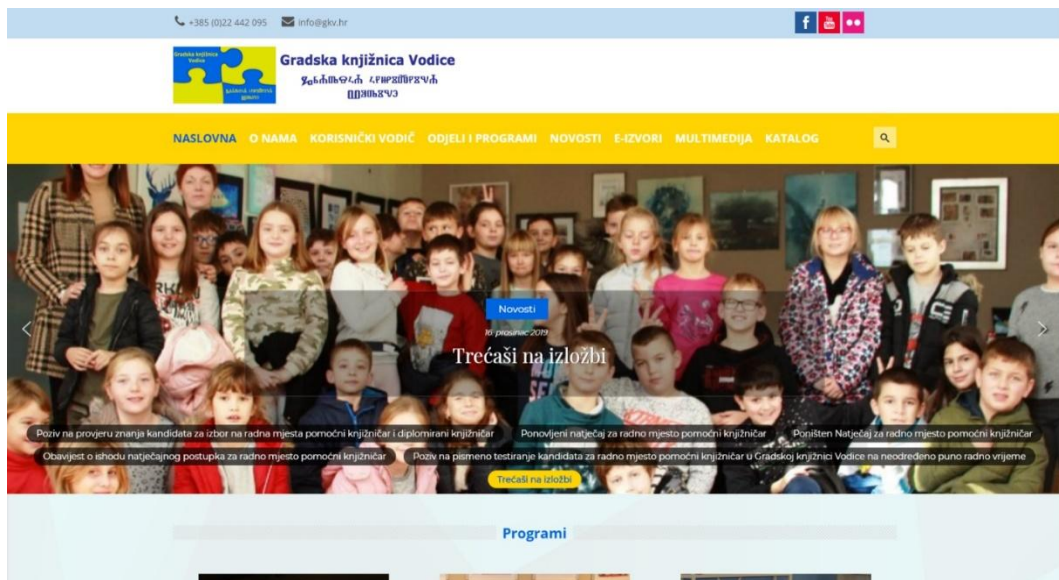 +385 (0)22 442 095 info@gkv.hr
Gradska knjižnica
Vodice
Gradska knjižnica Vodice
NASLOVNA O NAMA KORISNIČKI VODIČ ODJELI I PROGRAMI NOVOSTI E-IZVORI MULTIMEDIJA KATALOG
Novosti
16 prosinac 2019
Trećaši na izložbi
Poziv na provjeru znanja kandidata za izbor na radna mjesta pomoćni knjižničar i diplomirani knjižničar Ponovljeni natječaj za radno mjesto pomoćni knjižničar Poništen Natječaj za radno mjesto pomoćni knjižničar
Obavijest o ishodu natječajnog postupka za radno mjesto pomoćni knjižničar Poziv na pismeno testiranje kandidata za radno mjesto pomoćni knjižničar u Gradskoj knjižnici Vodice na neodređeno puno radno vrijeme
Trećaši na izložbi
Programi